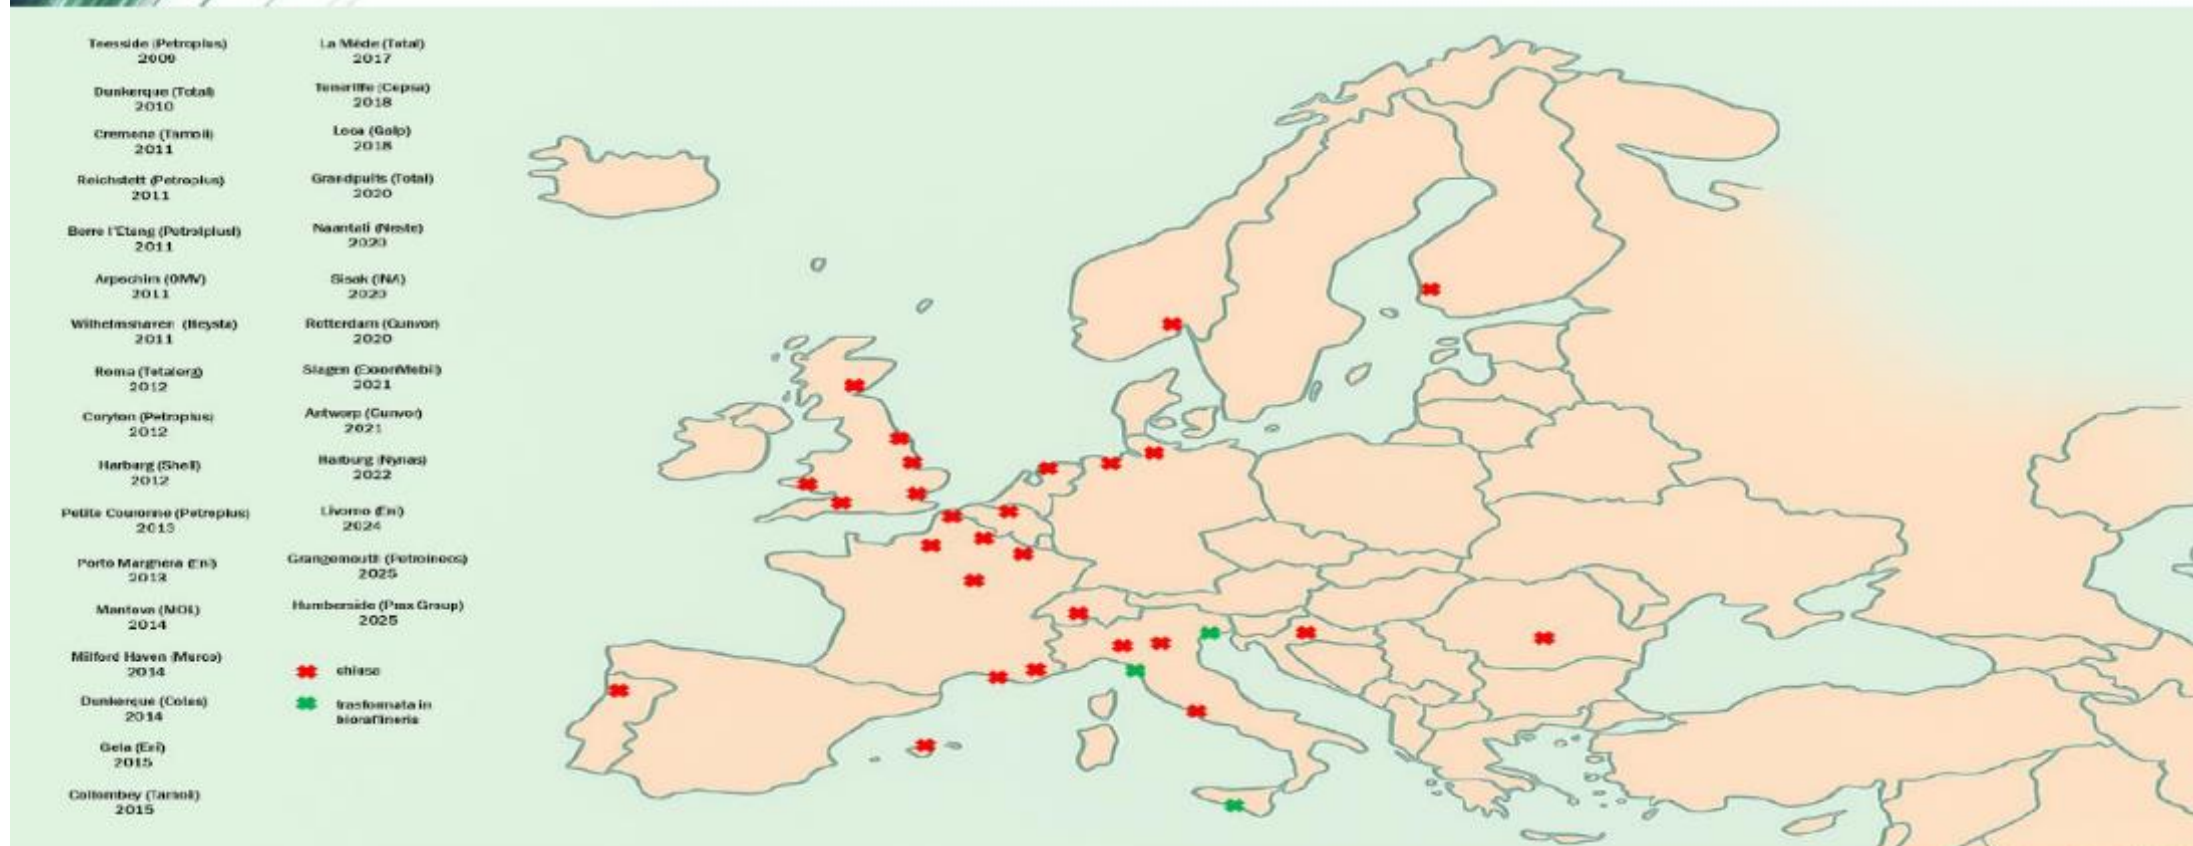 Teesside (Petroplus)
2009
Dunkerque (Total)
2010
Cremone (Tamoil)
2011
Reichstett (Petroplus)
2011
Berre l'Etang (Petrolplus)
2011
Arpechim (OMV)
2011
Wilhelmshaven (Heysta)
2011
Roma (Totalerg)
2012
Coryton (Petroplus)
2012
Harburg (Shell)
2012
Petite Couronne (Petroplus)
2013
Porto Marghera (Eni)
2013
Mantova (MOL)
2014
Milford Haven (Murco)
2014
Dunkerque (Colas)
2014
Gela (Eni)
2015
Collombey (Tamoil)
2015
La Mède (Total)
2017
Teneriffe (Cepsa)
2018
(Galp)
2018
Grandpuits (Total)
2020
Naantali (Neste)
2020
Sisak (INA)
2020
Rotterdam (Gunvor)
2020
Slagen (ExxonMobil)
2021
Antwerp (Gunvor)
2021
Harburg (Nynas)
2022
Livorno (Eni)
2024
Grangemouth (Petroineos)
2025
Humberside (Prax Group)
2025
chiuse
trasformata in
bioraffineria